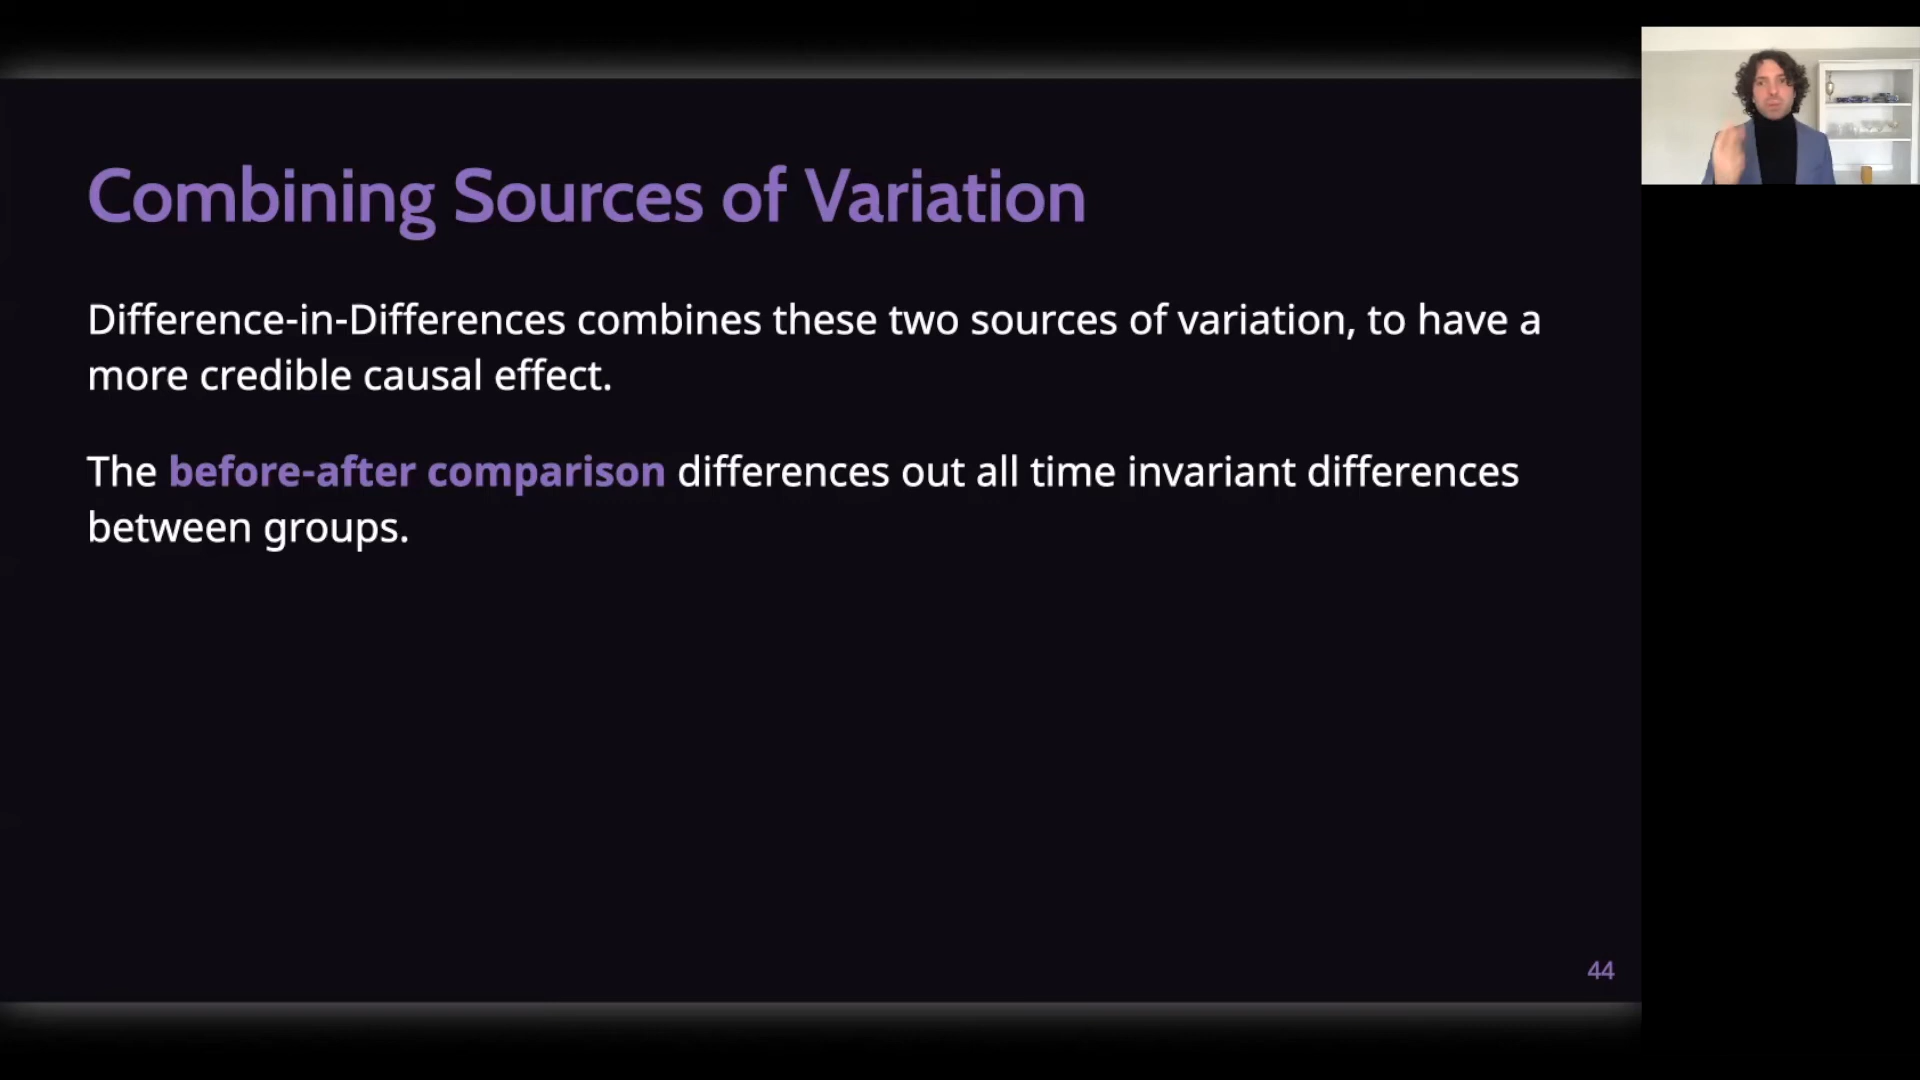 Combining Sources of Variation
Difference-in-Differences combines these two sources of variation, to have a
more credible causal effect.
The before-after comparison differences out all time invariant differences
between groups.
44